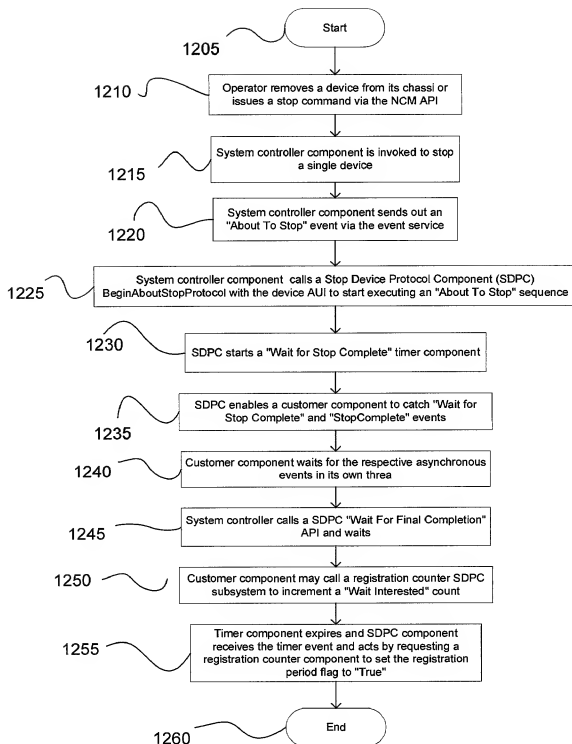 Start
1205
1210
Operator removes a device from its chassi or
issues a stop command via the NCM API
1215
System controller component is invoked to stop
a single device
1220
System controller component sends out an
"About To Stop" event via the event service
1225
System controller component calls a Stop Device Protocol Component (SDPC)
BeginAboutStopProtocol with the device AUI to start executing an "About To Stop" sequence
1230
SDPC starts a "Wait for Stop Complete" timer component
1235
SDPC enables a customer component to catch "Wait for
Stop Complete" and "StopComplete" events
1240
Customer component waits for the respective asynchronous
events in its own threa
1245
System controller calls a SDPC "Wait For Final Completion"
API and waits
1250
Customer component may call a registration counter SDPC
subsystem to increment a "Wait Interested" count
1255
Timer component expires and SDPC component
receives the timer event and acts by requesting a
registration counter component to set the registration
period flag to "True"
End
1260